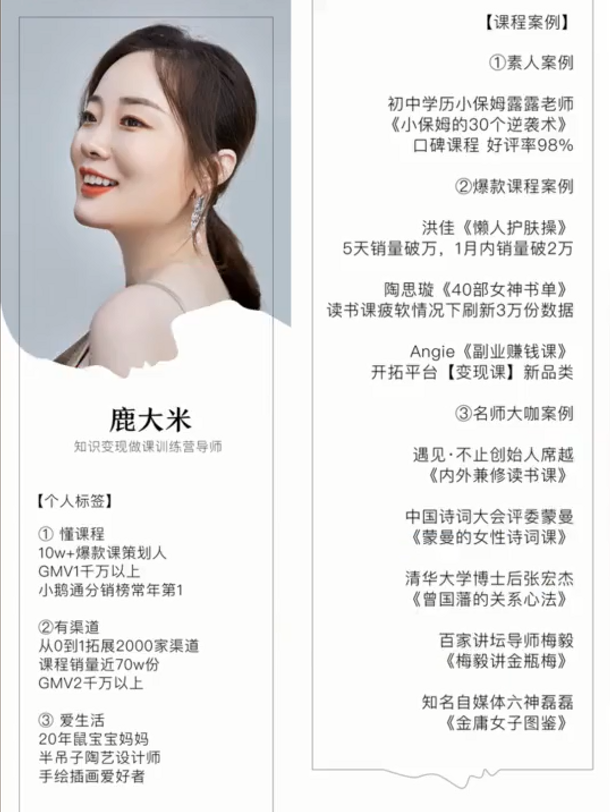 鹿大米
知识变现做课训练营导师
【个人标签】
① 懂课程
10w+爆款课策划人
GMV1千万以上
小鹅通分销榜常年第1
②有渠道
从0到1拓展2000家渠道
课程销量近70w份
GMV2千万以上
③ 爱生活
20年鼠宝宝妈妈
半吊子陶艺设计师
手绘插画爱好者
【课程案例】
①素人案例
初中学历小保姆露露老师
《小保姆的30个逆袭术》
口碑课程 好评率98%
②爆款课程案例
洪佳《懒人护肤操》
5天销量破万，1月内销量破2万
陶思璇《40部女神书单》
读书课疲软情况下刷新3万份数据
Angie《副业赚钱课》
开拓平台【变现课】新品类
③名师大咖案例
遇见·不止创始人席越
《内外兼修读书课》
中国诗词大会评委蒙曼
《蒙曼的女性诗词课》
清华大学博士后张宏杰
《曾国藩的关系心法》
百家讲坛导师梅毅
《梅毅讲金瓶梅》
知名自媒体六神磊磊
《金庸女子图鉴》